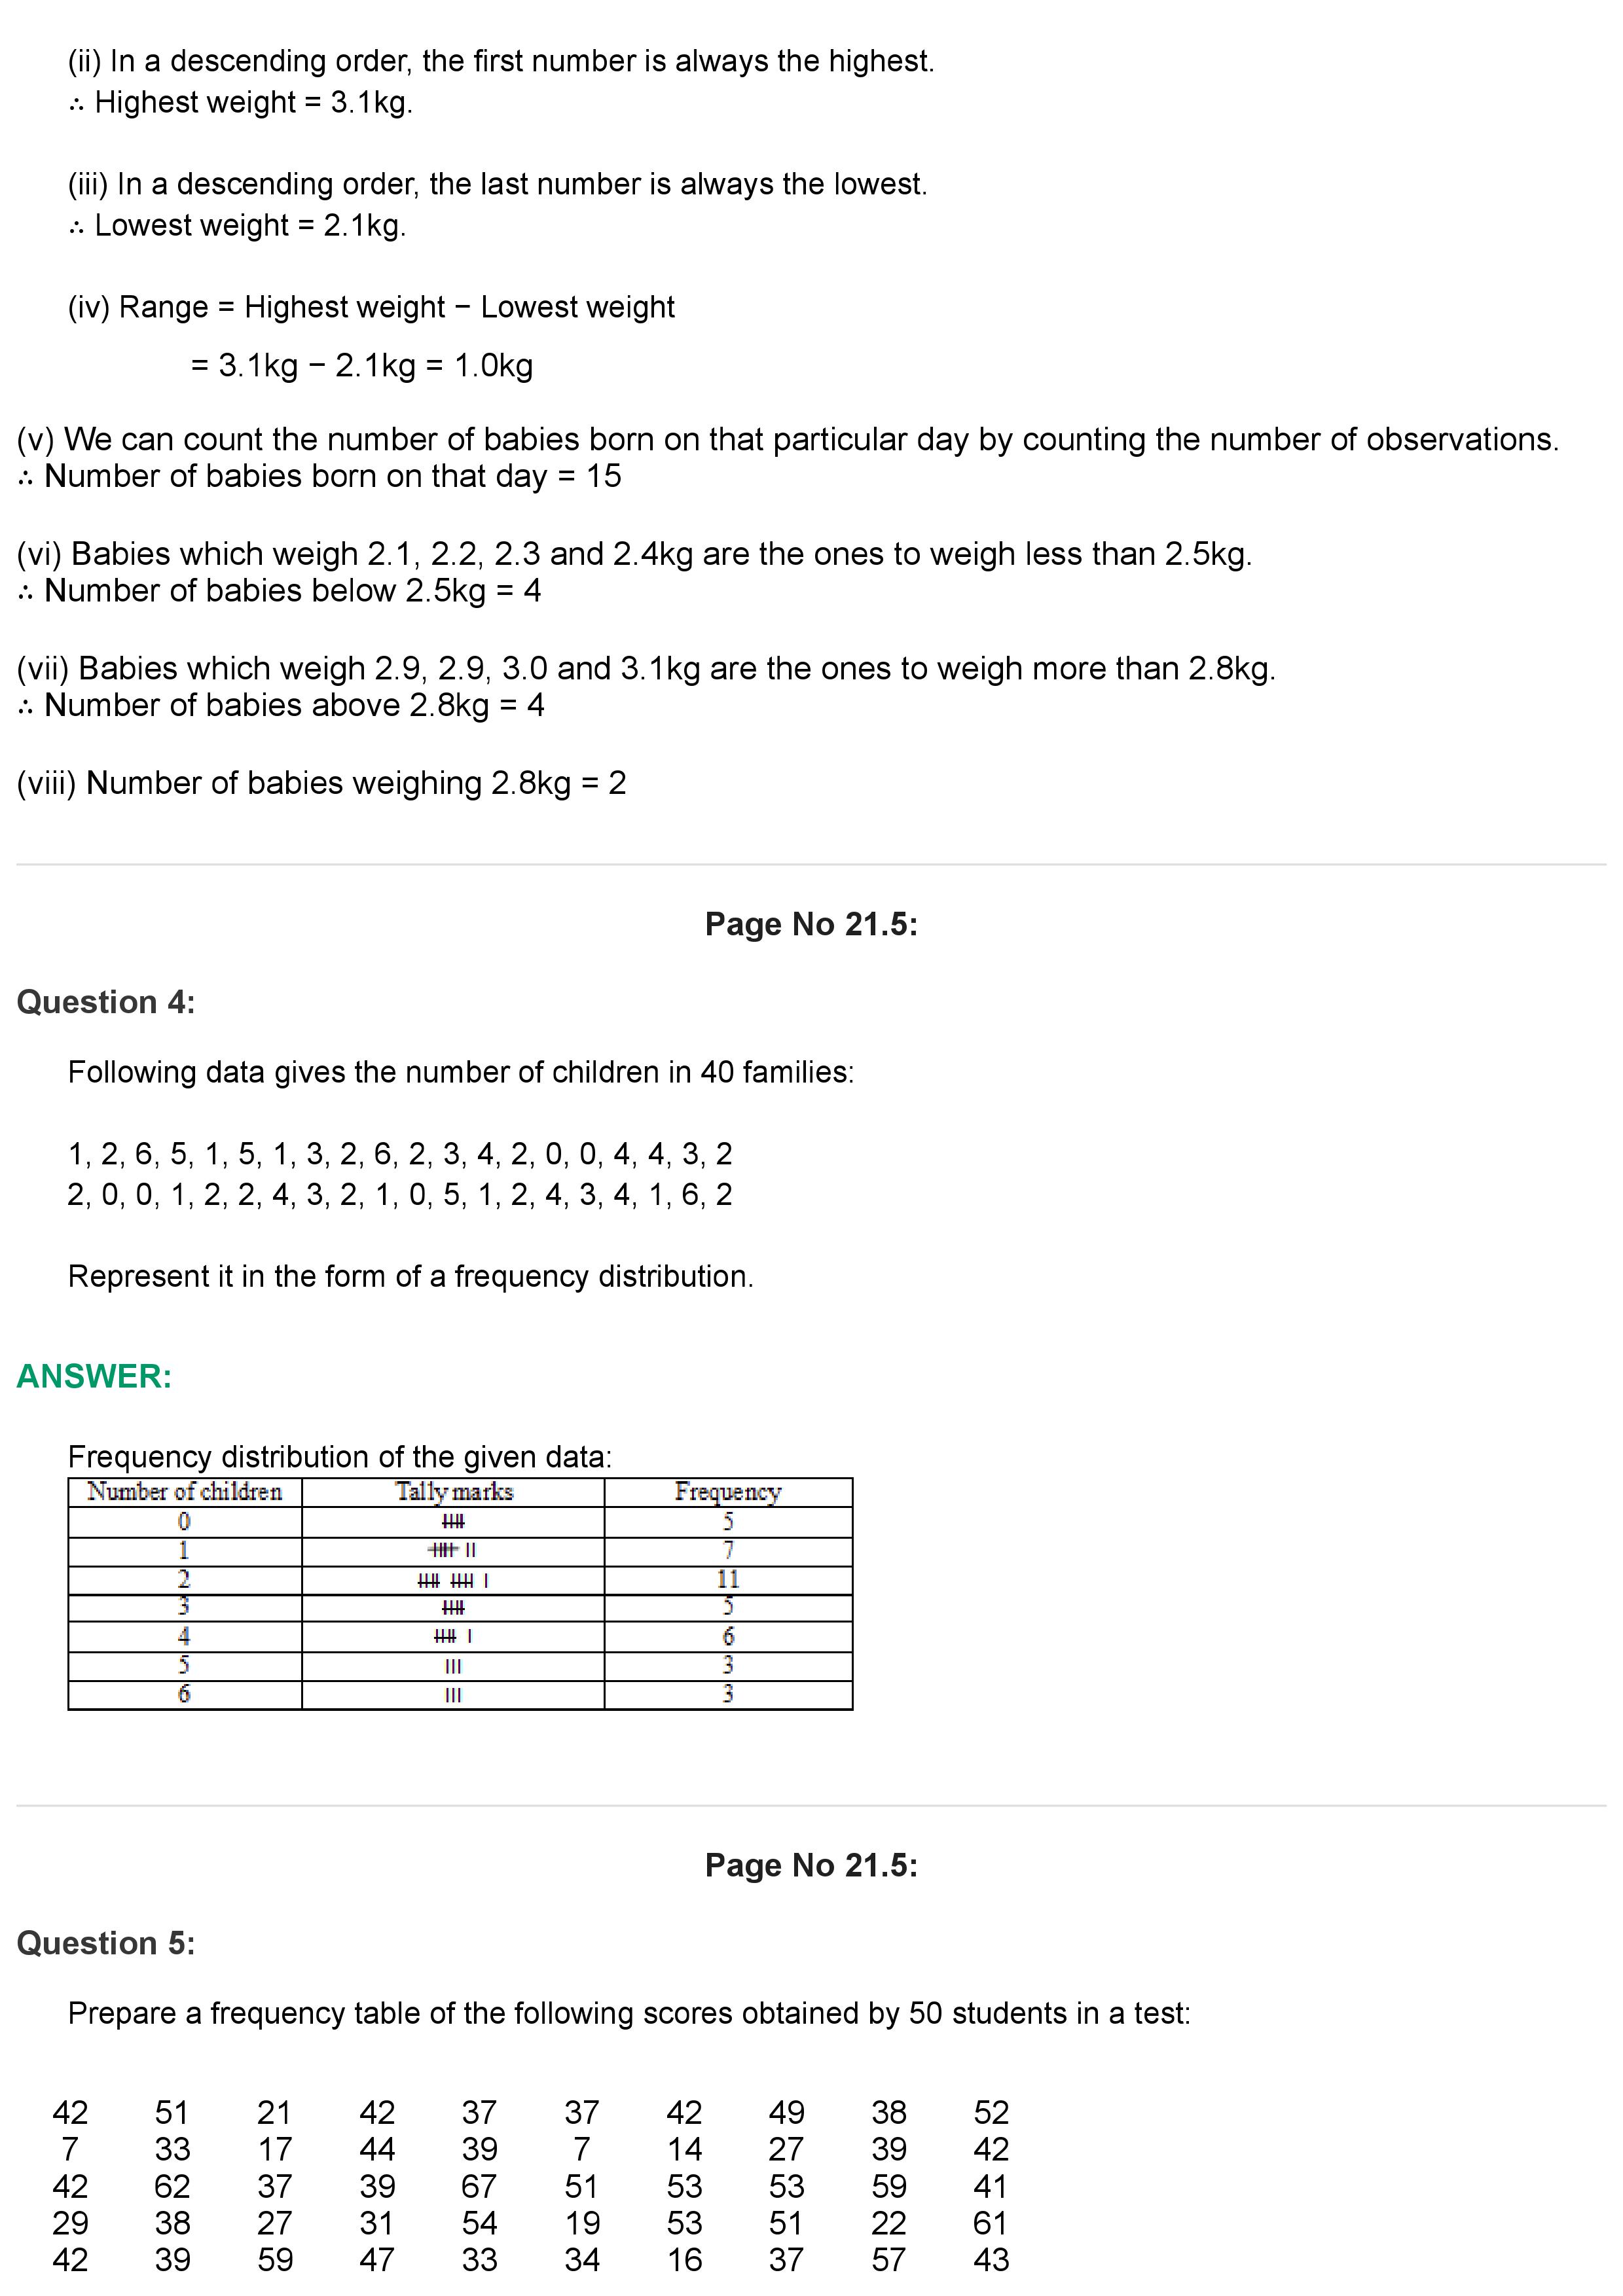 (ii) In a descending order, the first number is always the highest.
∴ Highest weight = 3.1kg.
(iii) In a descending order, the last number is always the lowest.
∴ Lowest weight = 2.1kg.
(iv) Range = Highest weight − Lowest weight
= 3.1kg − 2.1kg = 1.0kg
(v) We can count the number of babies born on that particular day by counting the number of observations.
∴ Number of babies born on that day = 15
(vi) Babies which weigh 2.1, 2.2, 2.3 and 2.4kg are the ones to weigh less than 2.5kg.
∴ Number of babies below 2.5kg = 4
(vii) Babies which weigh 2.9, 2.9, 3.0 and 3.1kg are the ones to weigh more than 2.8kg.
∴ Number of babies above 2.8kg = 4
(viii) Number of babies weighing 2.8kg = 2
Page No 21.5:
Question 4:
Following data gives the number of children in 40 families:
1, 2, 6, 5, 1, 5, 1, 3, 2, 6, 2, 3, 4, 2, 0, 0, 4, 4, 3, 2
2, 0, 0, 1, 2, 2, 4, 3, 2, 1, 0, 5, 1, 2, 4, 3, 4, 1, 6, 2
Represent it in the form of a frequency distribution.
ANSWER:
Frequency distribution of the given data:
Number of children Tally marks Frequency
0 𝍸 5
1 𝍸 || 7
2 𝍸 𝍸 | 11
3 𝍸 5
4 𝍸 | 6
5 ||| 3
6 ||| 3
Page No 21.5:
Question 5:
Prepare a frequency table of the following scores obtained by 50 students in a test:
42 51 21 42 37 37 42 49 38 52
7 33 17 44 39 7 14 27 39 42
42 62 37 39 67 51 53 53 59 41
29 38 27 31 54 19 53 51 22 61
42 39 59 47 33 34 16 37 57 43